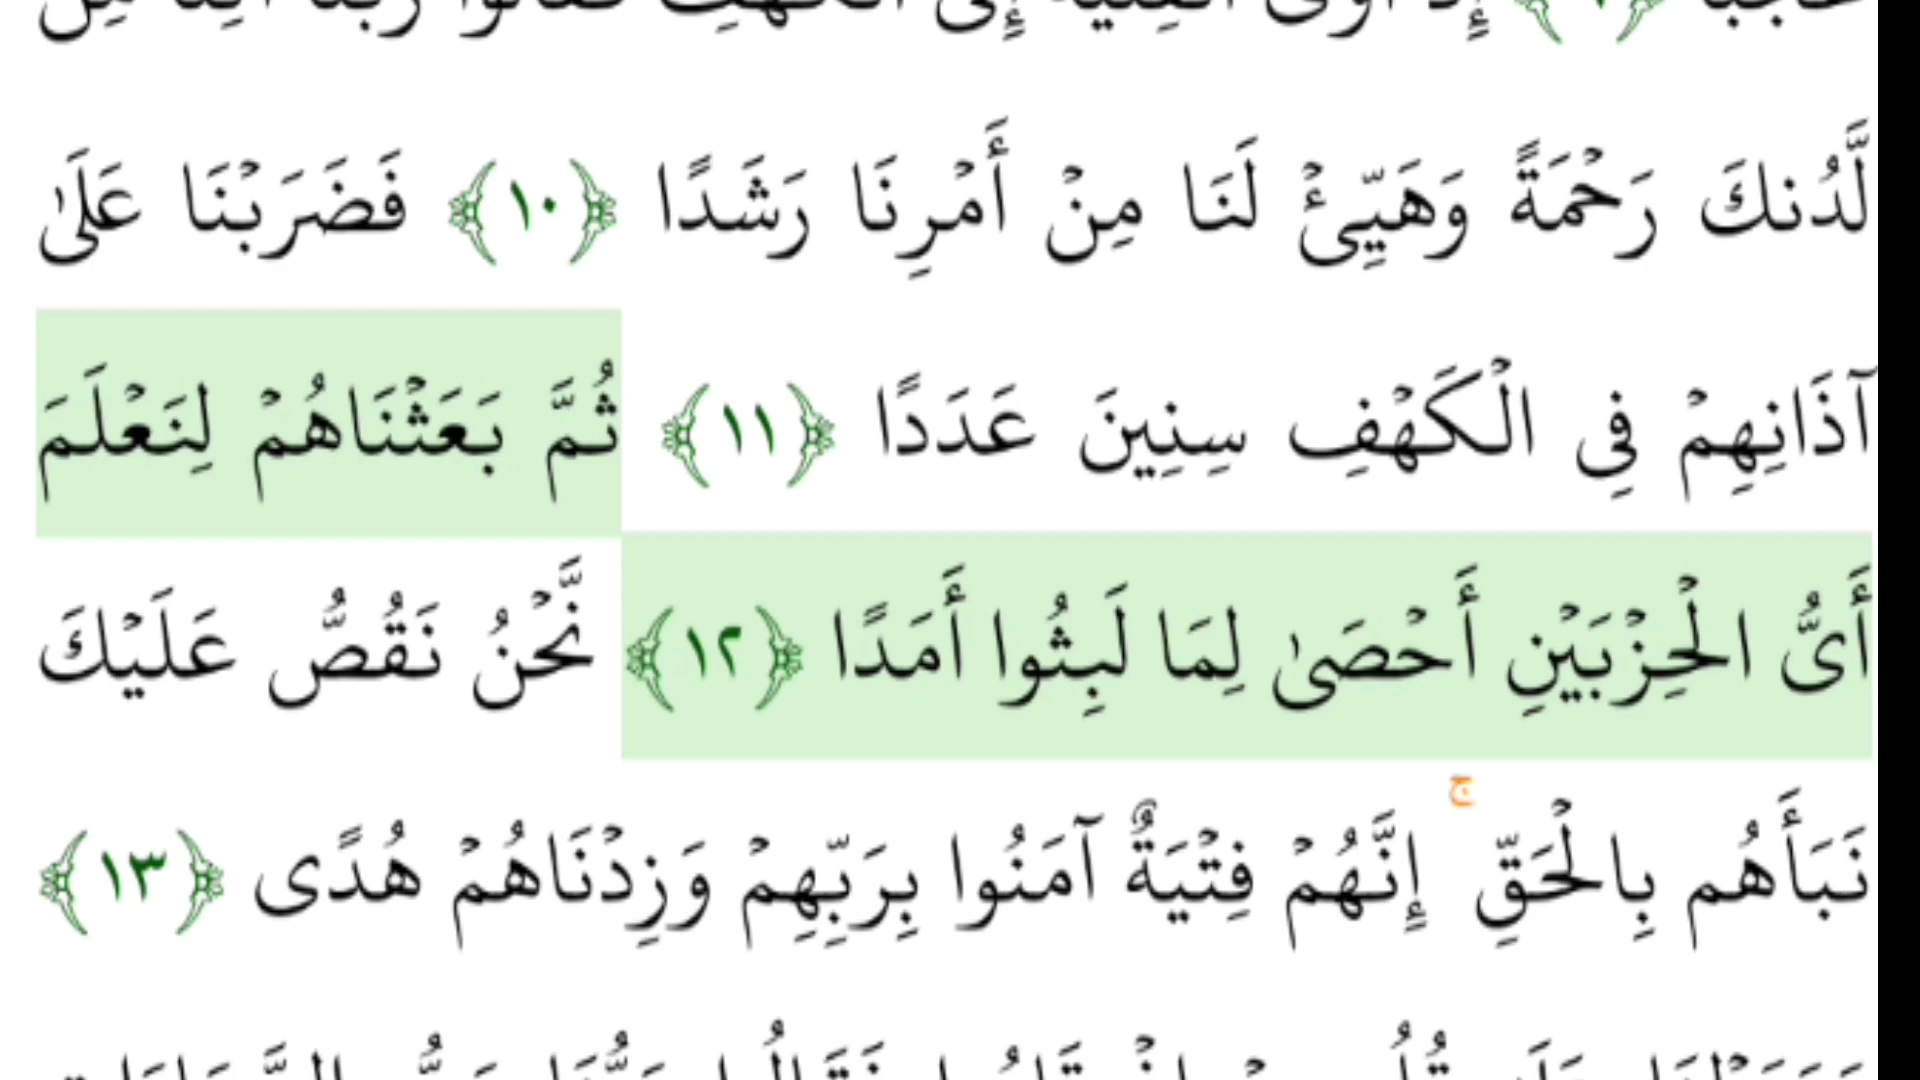 لَّدُنكَ رَحْمَةً وَهَيِّئْ لَنَا مِنْ أَمْرِنَا رَشَدًا ﴿١٠﴾ فَضَرَبْنَا عَلَىٰ
آذَانِهِمْ فِى الْكَهْفِ سِنِينَ عَدَدًا ﴿١١﴾ ثُمَّ بَعَثْنَاهُمْ لِنَعْلَمَ
أَىُّ الْحِزْبَيْنِ أَحْصَىٰ لِمَا لَبِثُوا أَمَدًا ﴿١٢﴾ نَّحْنُ نَقُصُّ عَلَيْكَ
نَبَأَهُم بِالْحَقِّ ۚ إِنَّهُمْ فِتْيَةٌ آمَنُوا بِرَبِّهِمْ وَزِدْنَاهُمْ هُدًى ﴿١٣﴾